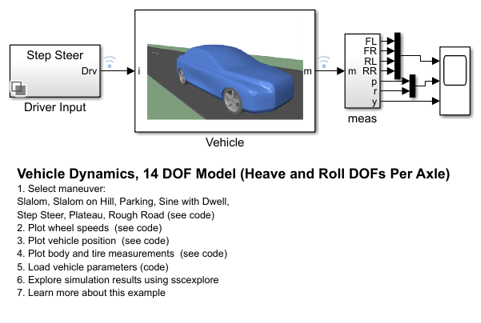 Step Steer
Drv
Driver Input
i
m
Vehicle
m
FL
FR
RL
RR
p
r
y
meas
Vehicle Dynamics, 14 DOF Model (Heave and Roll DOFs Per Axle)
1. Select maneuver:
Slalom, Slalom on Hill, Parking, Sine with Dwell,
Step Steer, Plateau, Rough Road (see code)
2. Plot wheel speeds (see code)
3. Plot vehicle position (see code)
4. Plot body and tire measurements (see code)
5. Load vehicle parameters (code)
6. Explore simulation results using sscexplore
7. Learn more about this example